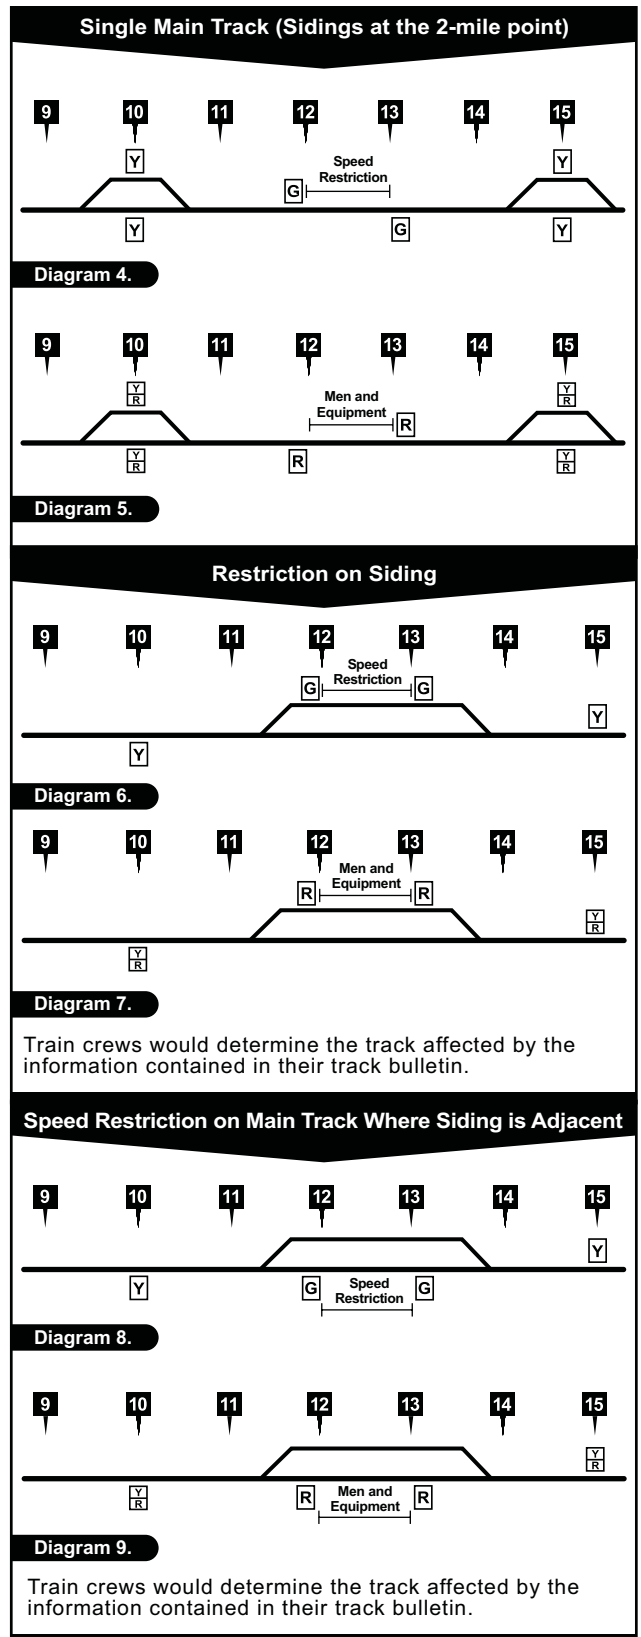 Single Main Track (Sidings at the 2-mile point)
9 10 11 12 13 14 15
Y Y
Speed
Restriction
G
Y G Y
Diagram 4.
9 10 11 12 13 14 15
Y Y
R R
Men and
Equipment
R
Y Y
R R
R
Diagram 5.
Restriction on Siding
9 10 11 12 13 14 15
Speed
Restriction
G G
Y
Y
Diagram 6.
9 10 11 12 13 14 15
Men and
Equipment
R R
Y
R
Y
R
Diagram 7.
Train crews would determine the track affected by the
information contained in their track bulletin.
Speed Restriction on Main Track Where Siding is Adjacent
9 10 11 12 13 14 15
Y
Y G Speed G
Restriction
Diagram 8.
9 10 11 12 13 14 15
Y
R
Y
R
R Men and R
Equipment
Diagram 9.
Train crews would determine the track affected by the
information contained in their track bulletin.